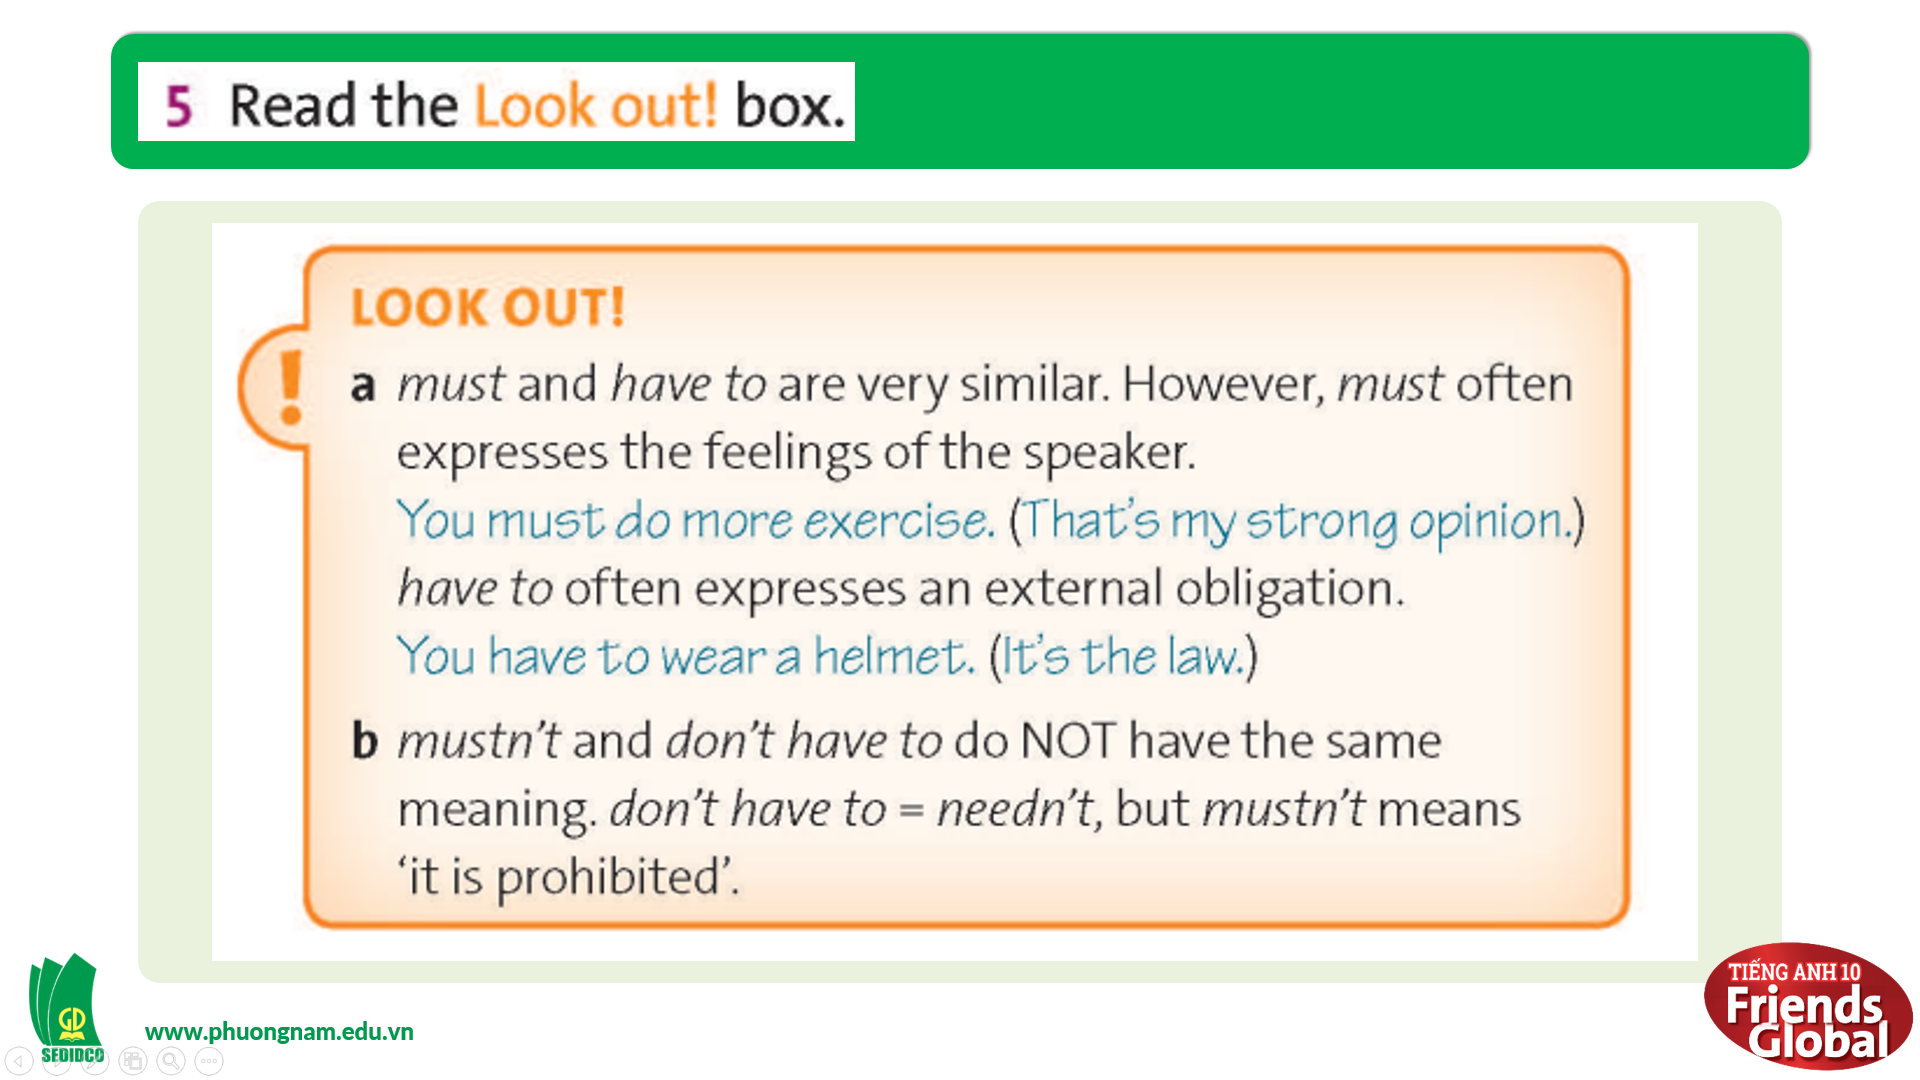 5 Read the Look out! box.
LOOK OUT!
!
a must and have to are very similar. However, must often
expresses the feelings of the speaker.
You must do more exercise. (That's my strong opinion.)
have to often expresses an external obligation.
You have to wear a helmet. (It's the law.)
b mustn't and don't have to do NOT have the same
meaning. don't have to = needn't, but mustn't means
‘it is prohibited’.
GD
SEDIDCO
www.phuongnam.edu.vn
TIẾNG ANH 10
Friends
Global